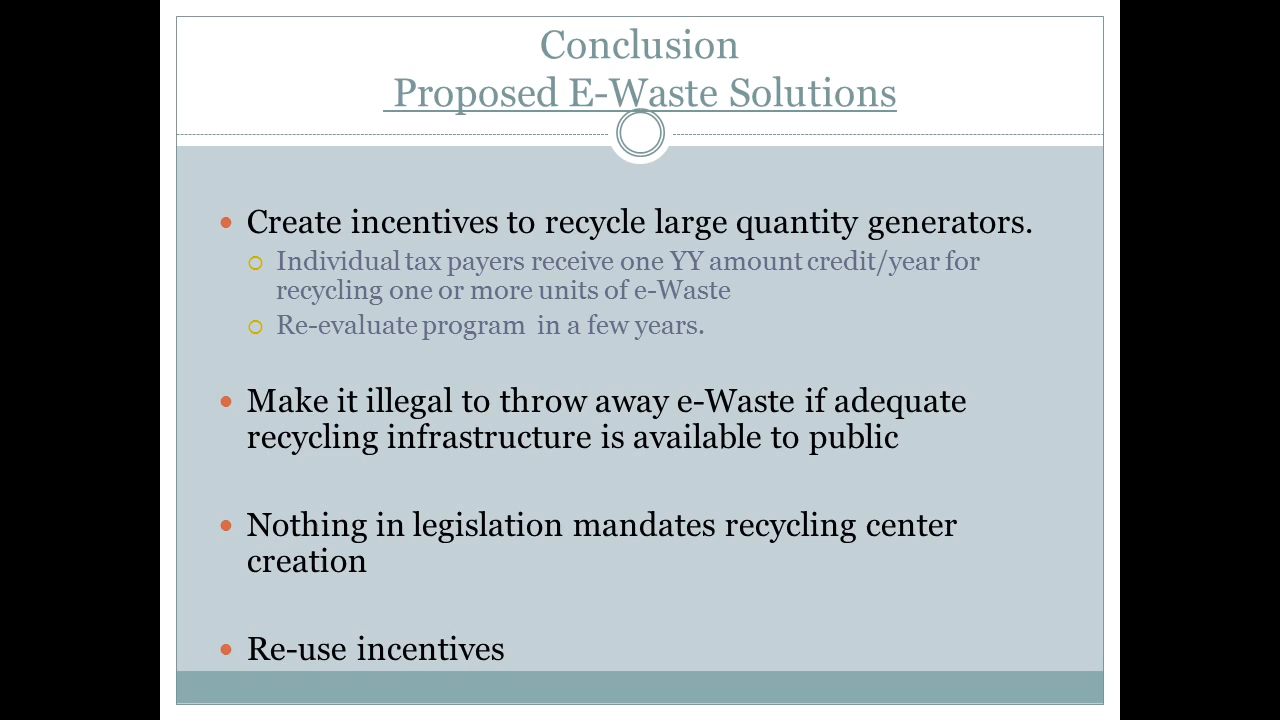 Conclusion
Proposed E-Waste Solutions
Create incentives to recycle large quantity generators.
Individual tax payers receive one YY amount credit/year for
recycling one or more units of e-Waste
Re-evaluate program in a few years.
Make it illegal to throw away e-Waste if adequate
recycling infrastructure is available to public
Nothing in legislation mandates recycling center
creation
Re-use incentives